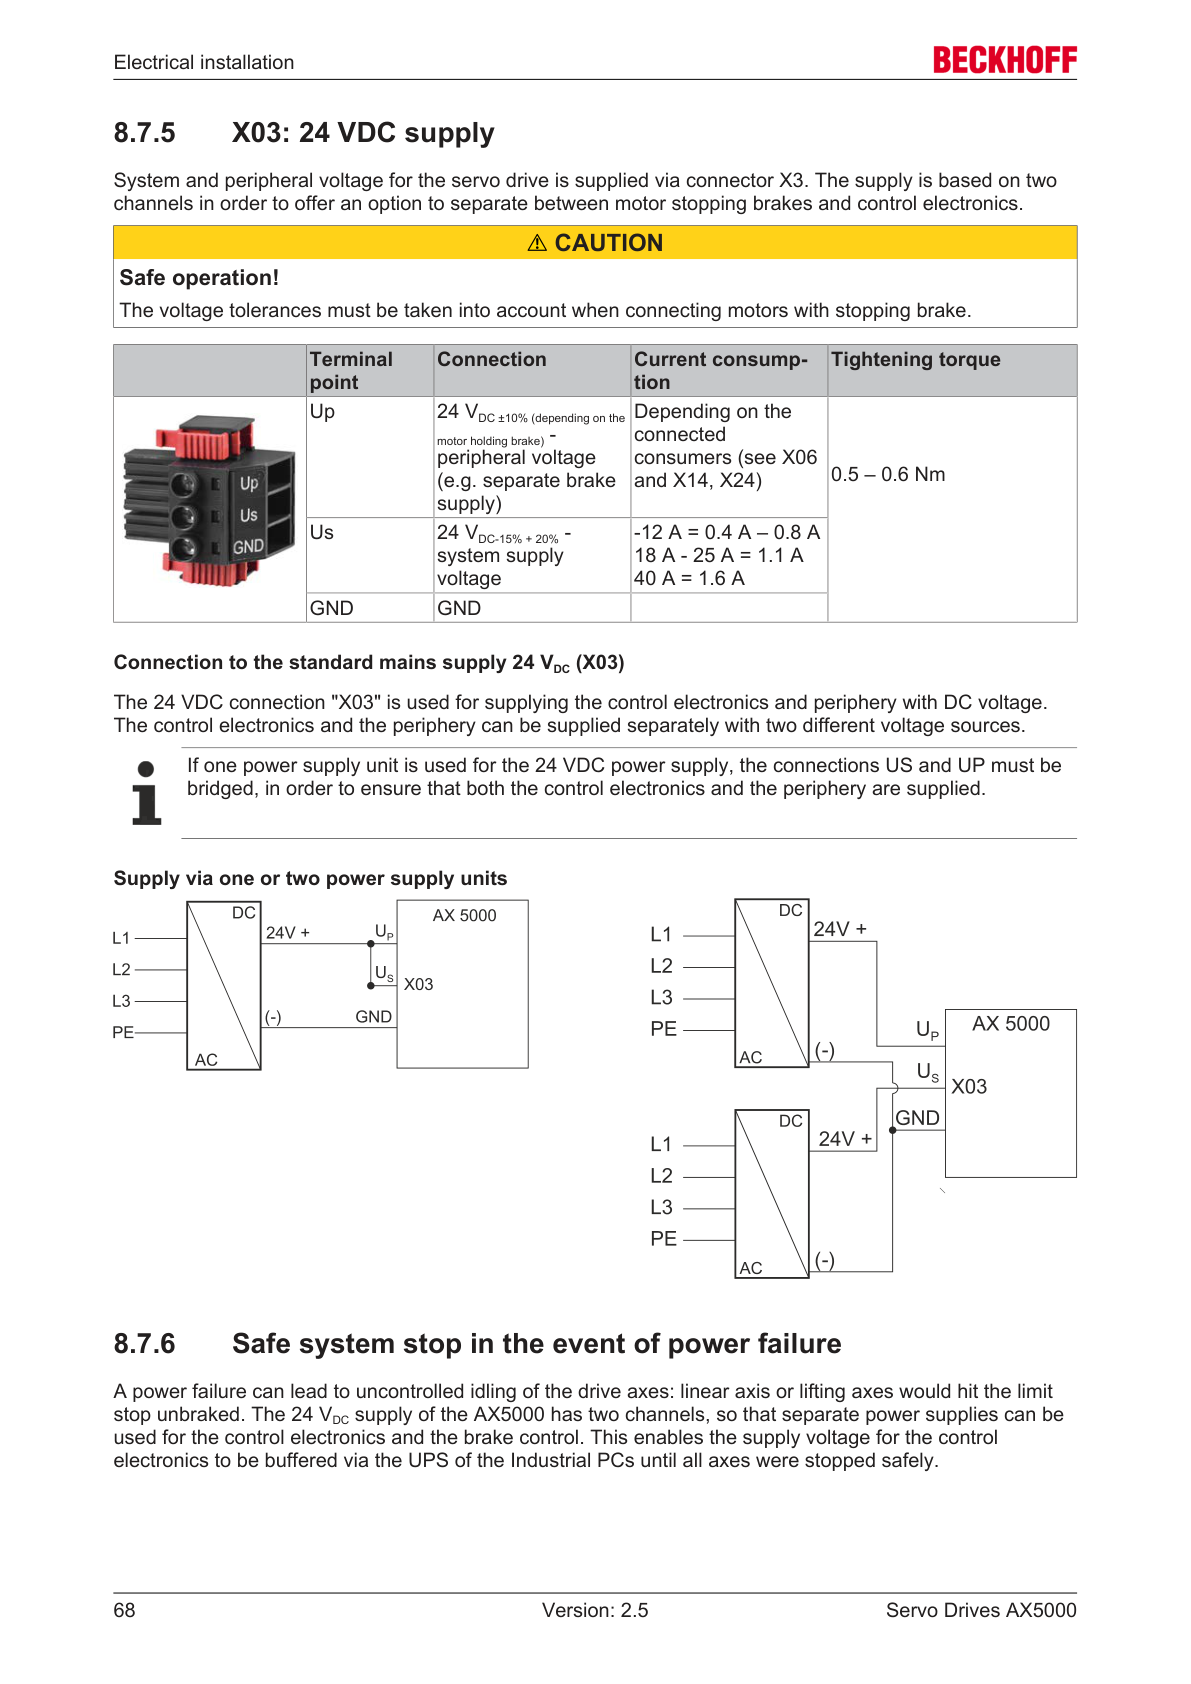 Electrical installation
BECKHOFF
8.7.5 X03: 24 VDC supply
System and peripheral voltage for the servo drive is supplied via connector X3. The supply is based on two
channels in order to offer an option to separate between motor stopping brakes and control electronics.
⚠ CAUTION
Safe operation!
The voltage tolerances must be taken into account when connecting motors with stopping brake.
Terminal
point
Connection
Current consump-
tion
Tightening torque
Up
Us
GND
Up
24 VDC ±10% (depending on the
motor holding brake) -
peripheral voltage
(e.g. separate brake
supply)
Depending on the
connected
consumers (see X06
and X14, X24)
0.5 – 0.6 Nm
Us
24 VDC-15% + 20% -
system supply
voltage
-12 A = 0.4 A – 0.8 A
18 A - 25 A = 1.1 A
40 A = 1.6 A
GND
GND
Connection to the standard mains supply 24 VDC (X03)
The 24 VDC connection "X03" is used for supplying the control electronics and periphery with DC voltage.
The control electronics and the periphery can be supplied separately with two different voltage sources.
If one power supply unit is used for the 24 VDC power supply, the connections US and UP must be
bridged, in order to ensure that both the control electronics and the periphery are supplied.
Supply via one or two power supply units
DC
AC
L1
L2
L3
PE
24V +
(-)
UP
US
GND
AX 5000
X03
DC
AC
L1
L2
L3
PE
24V +
(-)
UP
US
GND
AX 5000
X03
DC
AC
L1
L2
L3
PE
24V +
(-)
8.7.6 Safe system stop in the event of power failure
A power failure can lead to uncontrolled idling of the drive axes: linear axis or lifting axes would hit the limit
stop unbraked. The 24 VDC supply of the AX5000 has two channels, so that separate power supplies can be
used for the control electronics and the brake control. This enables the supply voltage for the control
electronics to be buffered via the UPS of the Industrial PCs until all axes were stopped safely.
68
Version: 2.5
Servo Drives AX5000